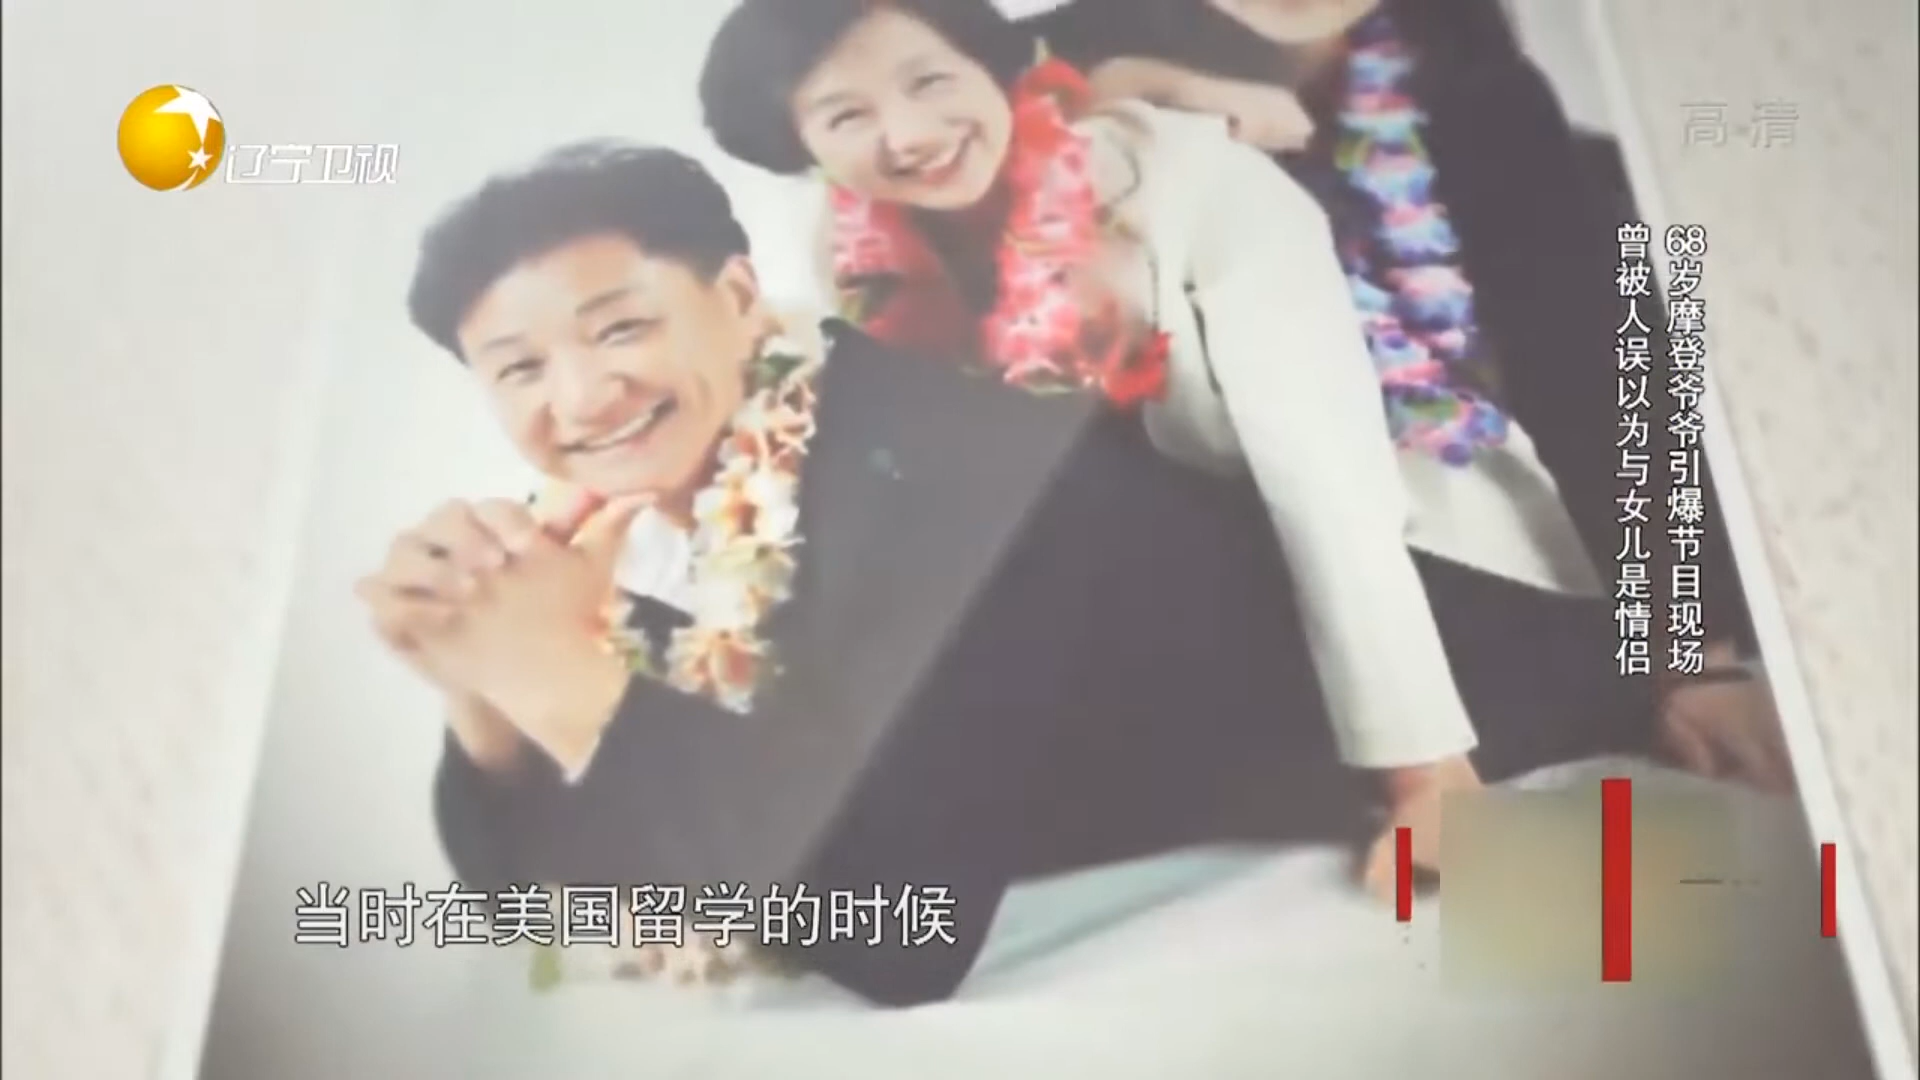 辽宁卫视
高·清
68岁摩登爷爷引爆节目现场
曾被人误以为与女儿是情侣
当时在美国留学的时候